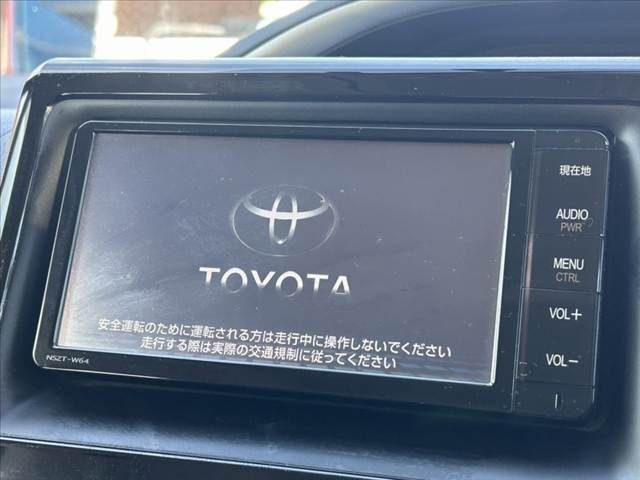 現在地
AUDIO
PWR
MENU
CTRL
VOL+
VOL-
TOYOTA
安全運転のために運転される方は走行中に操作しないでください
走行する際は実際の交通規制に従ってください
NSZT-W64